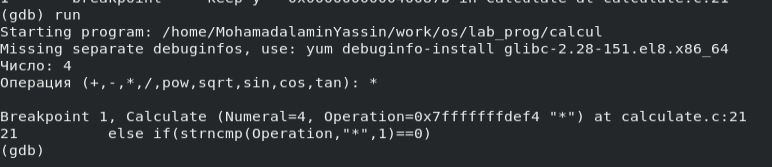 (gdb) run
Starting program: /home/MohamadalaminYassin/work/os/lab_prog/calcul
Missing separate debuginfos, use: yum debuginfo-install glibc-2.28-151.el8.x86_64
Число: 4
Операция (+,-,*,/,pow,sqrt,sin,cos,tan): *
Breakpoint 1, Calculate (Numeral=4, Operation=0x7fffffffdef4 "*") at calculate.c:21
21 else if(strncmp(Operation,"*",1)==0)
(gdb)